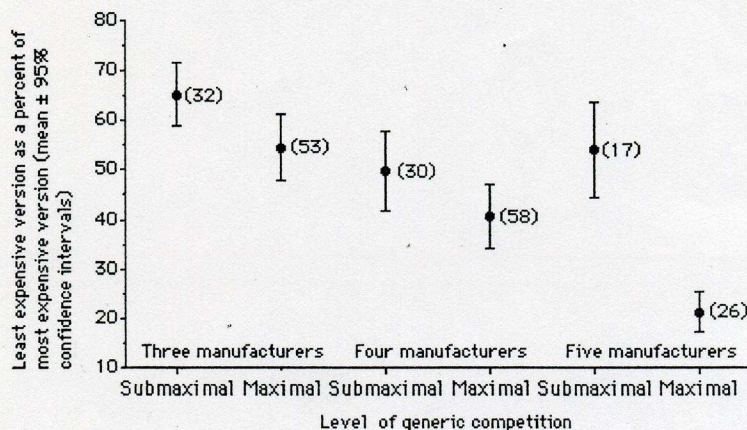 Least expensive version as a percent of
most expensive version (mean ± 95%
confidence intervals)
80
70
60
50
40
30
20
10
(32)
(53)
(30)
(58)
(17)
(26)
Three manufacturers Four manufacturers Five manufacturers
Submaximal Maximal Submaximal Maximal Submaximal Maximal
Level of generic competition